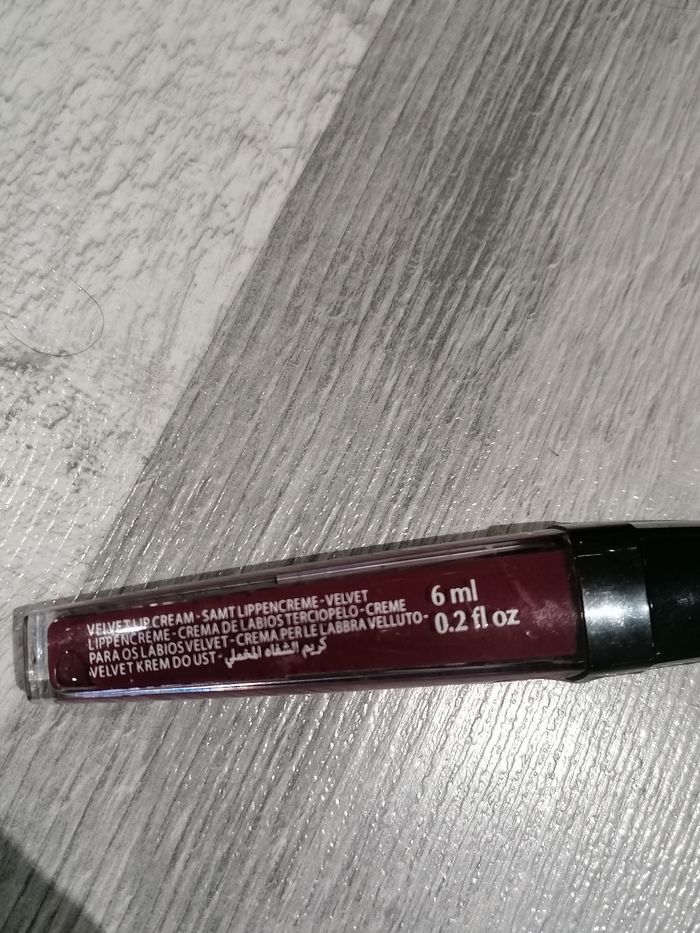 VELVET LIP CREAM - SAMT LIPPENCREME - VELVET
LIPPENCREME - CREMA DE LABIOS TERCIOPELO - CREME
PARA OS LABIOS VELVET - CREMA PER LE LABBRA VELLUTO -
VELVET KREM DO UST - كريم الشفاه المخملي
6 ml
0.2 fl oz